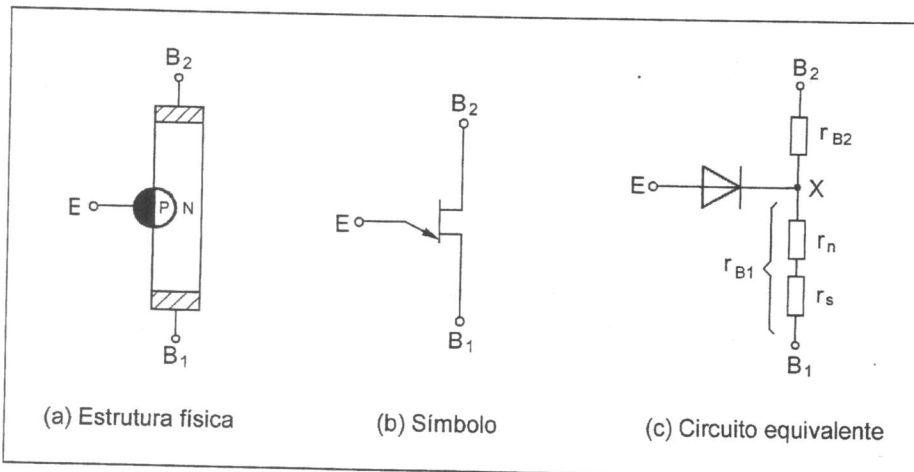 B2
E
P
N
B1
(a) Estrutura física
B2
E
B1
(b) Símbolo
B2
rB2
E
X
rB1
rn
rs
B1
(c) Circuito equivalente